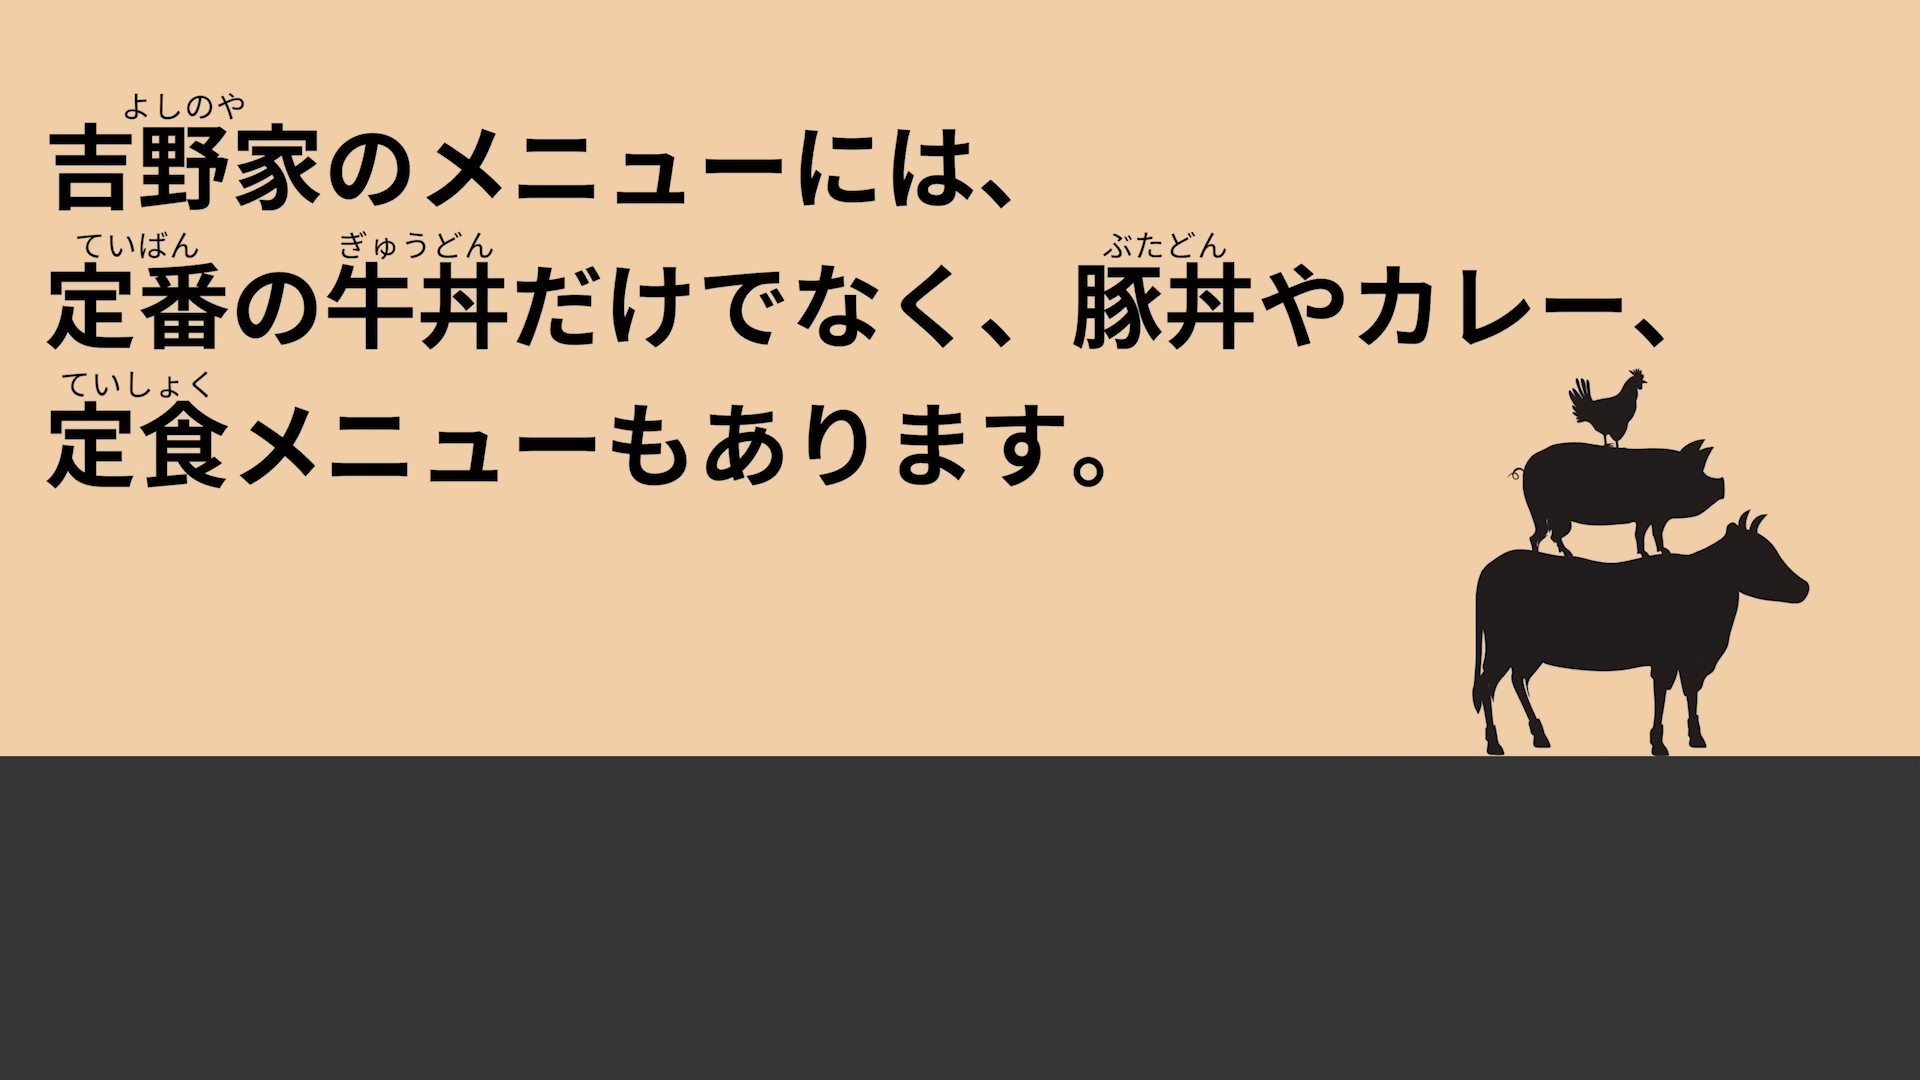 よしのや
吉野家のメニューには、
ていばん ぎゅうどん ぶたどん
定番の牛丼だけでなく、豚丼やカレー、
ていしょく
定食メニューもあります。